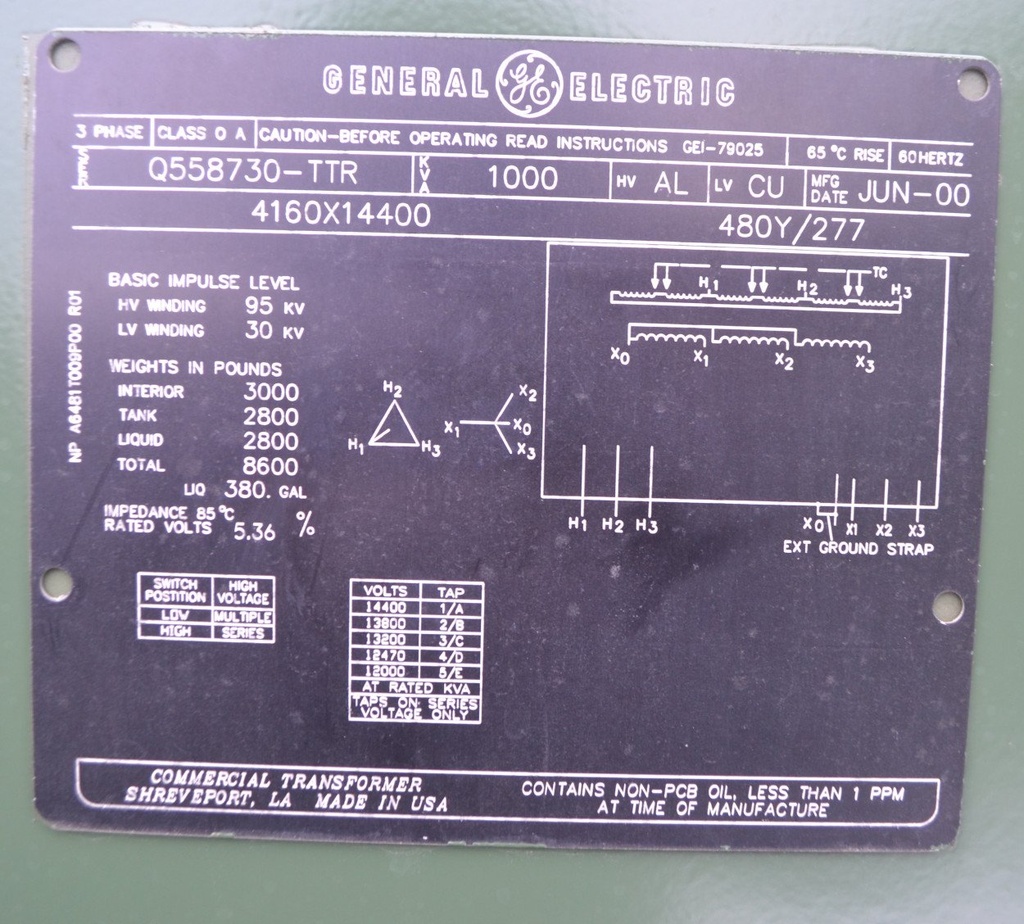 GENERAL GE ELECTRIC
3 PHASE CLASS O A CAUTION-BEFORE OPERATING READ INSTRUCTIONS GEI-79025 65 °C RISE 60HERTZ
Q558730-TTR KVA 1000 HV AL LV CU MFG DATE JUN-00
4160X14400 480Y/277
NP A6481T009P00 R01
BASIC IMPULSE LEVEL
HV WINDING 95 KV
LV WINDING 30 KV
WEIGHTS IN POUNDS
INTERIOR 3000
TANK 2800
LIQUID 2800
TOTAL 8600
LIQ 380. GAL
IMPEDANCE 85 °C
RATED VOLTS 5.36 %
H2
H1 H3
X2
X1 X0
X3
TC
H1 H2 H3
X0 X1 X2 X3
H1 H2 H3
X0 X1 X2 X3
EXT GROUND STRAP
SWITCH POSTITION HIGH VOLTAGE
LOW MULTIPLE
HIGH SERIES
VOLTS TAP
14400 1/A
13800 2/B
13200 3/C
12470 4/D
12000 5/E
AT RATED KVA
TAPS ON SERIES
VOLTAGE ONLY
COMMERCIAL TRANSFORMER
SHREVEPORT, LA MADE IN USA
CONTAINS NON-PCB OIL, LESS THAN 1 PPM
AT TIME OF MANUFACTURE